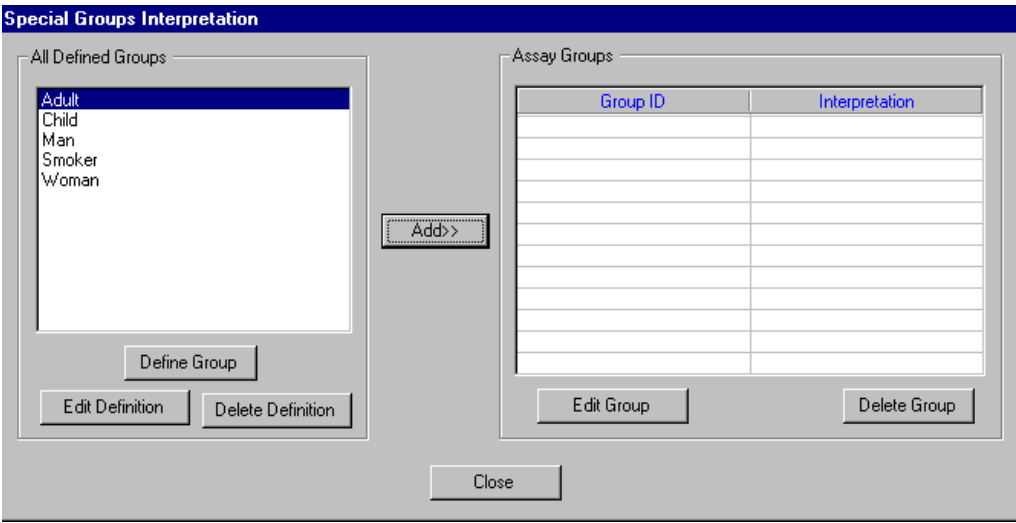 Special Groups Interpretation
All Defined Groups
Adult
Child
Man
Smoker
Woman
Define Group
Edit Definition
Delete Definition
Add>>
Assay Groups
Group ID
Interpretation
Edit Group
Delete Group
Close